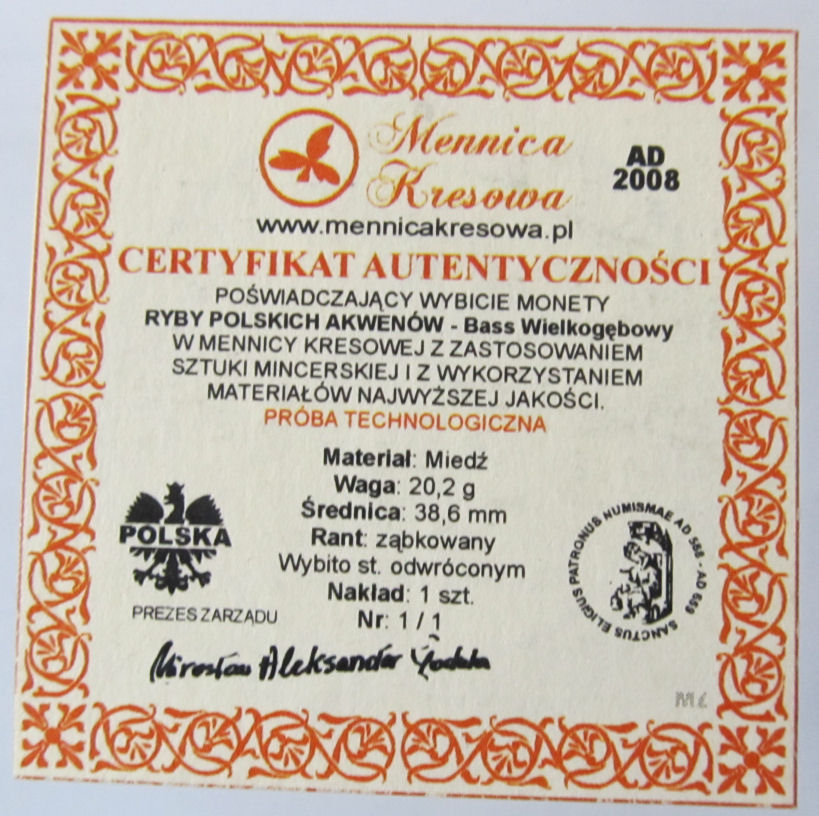 Mennica
Kresowa
AD
2008
www.mennicakresowa.pl
CERTYFIKAT AUTENTYCZNOŚCI
POŚWIADCZAJĄCY WYBICIE MONETY
RYBY POLSKICH AKWENÓW - Bass Wielkogębowy
W MENNICY KRESOWEJ Z ZASTOSOWANIEM
SZTUKI MINCERSKIEJ I Z WYKORZYSTANIEM
MATERIAŁÓW NAJWYŻSZEJ JAKOŚCI.
PRÓBA TECHNOLOGICZNA
Materiał: Miedź
Waga: 20,2 g
Średnica: 38,6 mm
Rant: ząbkowany
Wybito st. odwróconym
Nakład: 1 szt.
Nr: 1 / 1
POLSKA
PREZES ZARZĄDU
Mirosław Aleksander
SANCTUS ELIGIUS PATRONUS NUMISMAE AD 588 - AD 659